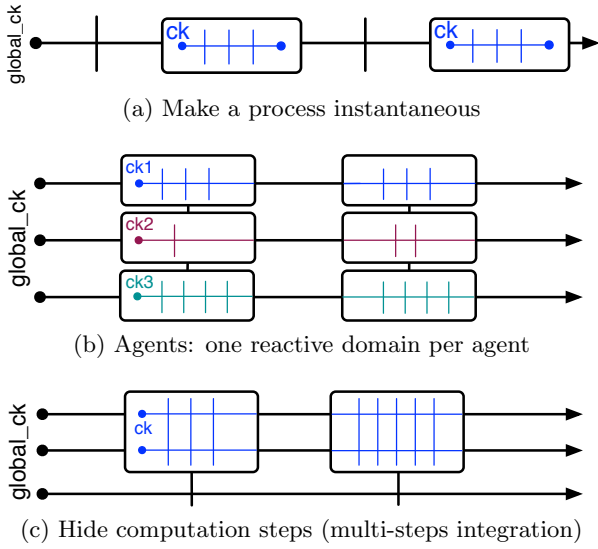 global_ck
ck
ck
(a) Make a process instantaneous
global_ck
ck1
ck2
ck3
(b) Agents: one reactive domain per agent
global_ck
ck
(c) Hide computation steps (multi-steps integration)